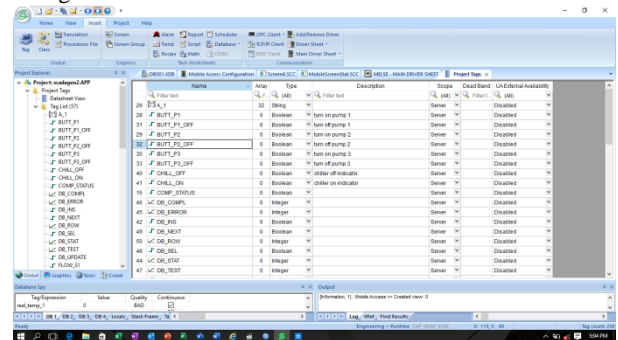 Home View Insert Project Help
Tag
Class
Translation
Procedures File
Global
Screen
Screen Group
Graphics
Alarm Report Scheduler
Trend Script Database
Recipe Math ODBC
Task Worksheets
OPC Client Add/Remove Driver
TCP/IP Client Driver Sheet
Main Driver Sheet
Communication
Project Explorer
Project: scadagsm2.APP
Project Tags
Datasheet View
Tag List (57)
A_1
BUTT_P1
BUTT_P1_OFF
BUTT_P2
BUTT_P2_OFF
BUTT_P3
BUTT_P3_OFF
CHILL_OFF
CHILL_ON
COMP_STATUS
DB_COMPL
DB_ERROR
DB_INS
DB_NEXT
DB_ROW
DB_SEL
DB_STAT
DB_TEST
DB_UPDATE
FLOW_S1
Global Graphics Tasks Comm
DB001.XDB Mobile Access Configuration Screen6.SCC MobileScreenStat.SCC MELSE - MAIN DRIVER SHEET Project Tags
Name Array Type Description Scope Dead Band UA External Availability
Filter text (All) Filter text (All) (All)
26 A_1 32 String Server Disabled
28 BUTT_P1 0 Boolean turn on pump 1 Server Disabled
31 BUTT_P1_OFF 0 Boolean turn off pump 1 Server Disabled
29 BUTT_P2 0 Boolean turn on pump 2 Server Disabled
32 BUTT_P2_OFF 0 Boolean turn off pump 2 Server Disabled
30 BUTT_P3 0 Boolean turn on pump 3 Server Disabled
33 BUTT_P3_OFF 0 Boolean turn off pump 3 Server Disabled
40 CHILL_OFF 0 Boolean chiller off indicator Server Disabled
41 CHILL_ON 0 Boolean chiller on indicator Server Disabled
15 COMP_STATUS 0 Boolean Server Disabled
46 DB_COMPL 0 Integer Server Disabled
45 DB_ERROR 0 Integer Server Disabled
42 DB_INS 0 Boolean Server Disabled
49 DB_NEXT 0 Boolean Server Disabled
50 DB_ROW 0 Integer Server Disabled
48 DB_SEL 0 Boolean Server Disabled
44 DB_STAT 0 Integer Server Disabled
47 DB_TEST 0 Integer Server Disabled
Database Spy
Tag/Expression Value Quality Continuous
real_temp_1 0 BAD
DB 1 DB 2 DB 3 DB 4 Locals Stack Frame
Output
[Information, 1] : Mobile Access => Created view: 0
Log XRef Find Results
Ready
Tag count: 234
5:04 PM